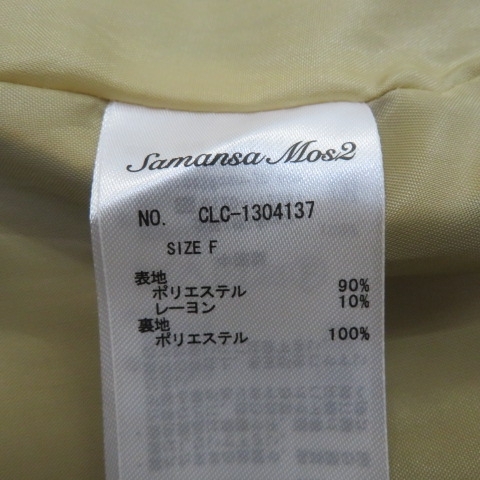 Samansa Mos2
NO. CLC-1304137
SIZE F
表地
ポリエステル 90%
レーヨン 10%
裏地
ポリエステル 100%